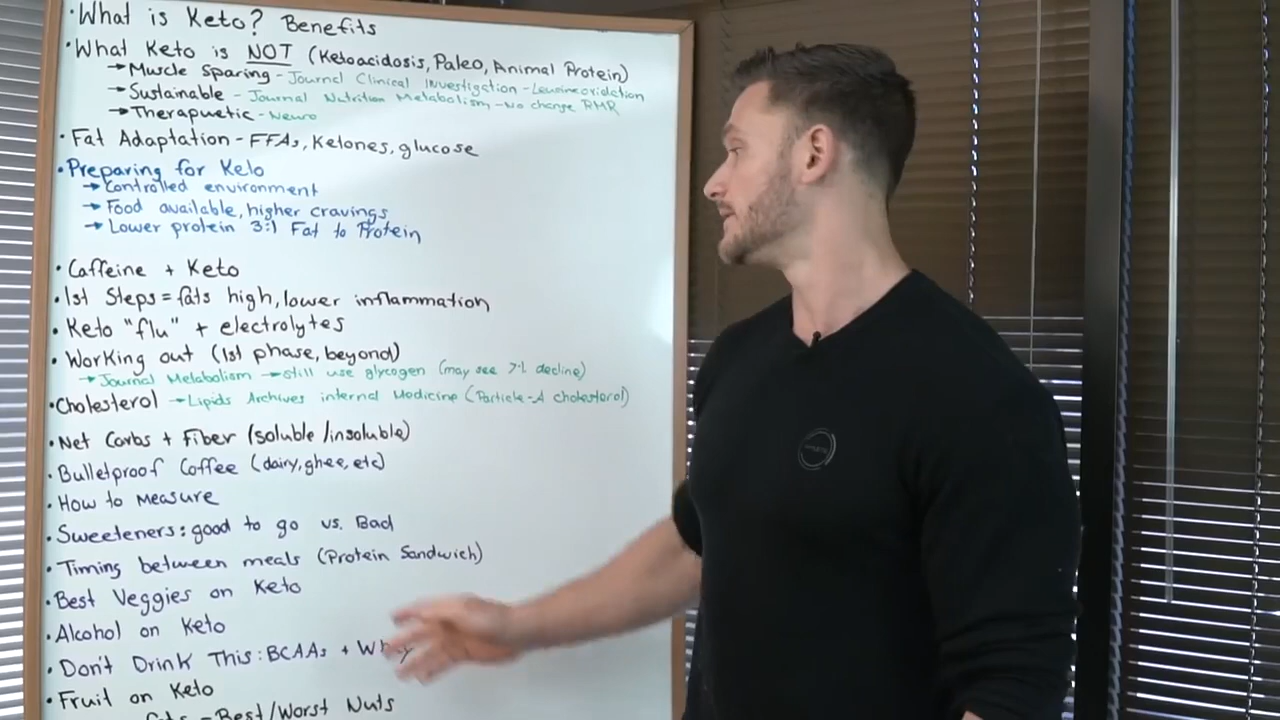 • What is Keto? Benefits
• What Keto is NOT (Ketoacidosis, Paleo, Animal Protein)
→ Muscle Sparing - Journal Clinical Investigation - Leucine oxidation
→ Sustainable - Journal Nutrition Metabolism - No change RMR
→ Therapuetic - Neuro
• Fat Adaptation - FFAs, Ketones, glucose
• Preparing for Keto
→ Controlled environment
→ Food available, higher cravings
→ Lower protein 3:1 Fat to Protein
• Caffeine + Keto
• 1st Steps = fats high, lower inflammation
• Keto "flu" + electrolytes
• Working out (1st phase, beyond)
→ Journal Metabolism → still use glycogen (may see 7% decline)
• Cholesterol → Lipids Archives internal Medicine (Particle-A cholesterol)
• Net Carbs + Fiber (soluble/insoluble)
• Bulletproof Coffee (dairy, ghee, etc)
• How to Measure
• Sweeteners: good to go vs. Bad
• Timing between meals (Protein Sandwich)
• Best Veggies on Keto
• Alcohol on Keto
• Don't Drink This: BCAAs + Whey
• Fruit on Keto
- Best/Worst Nuts